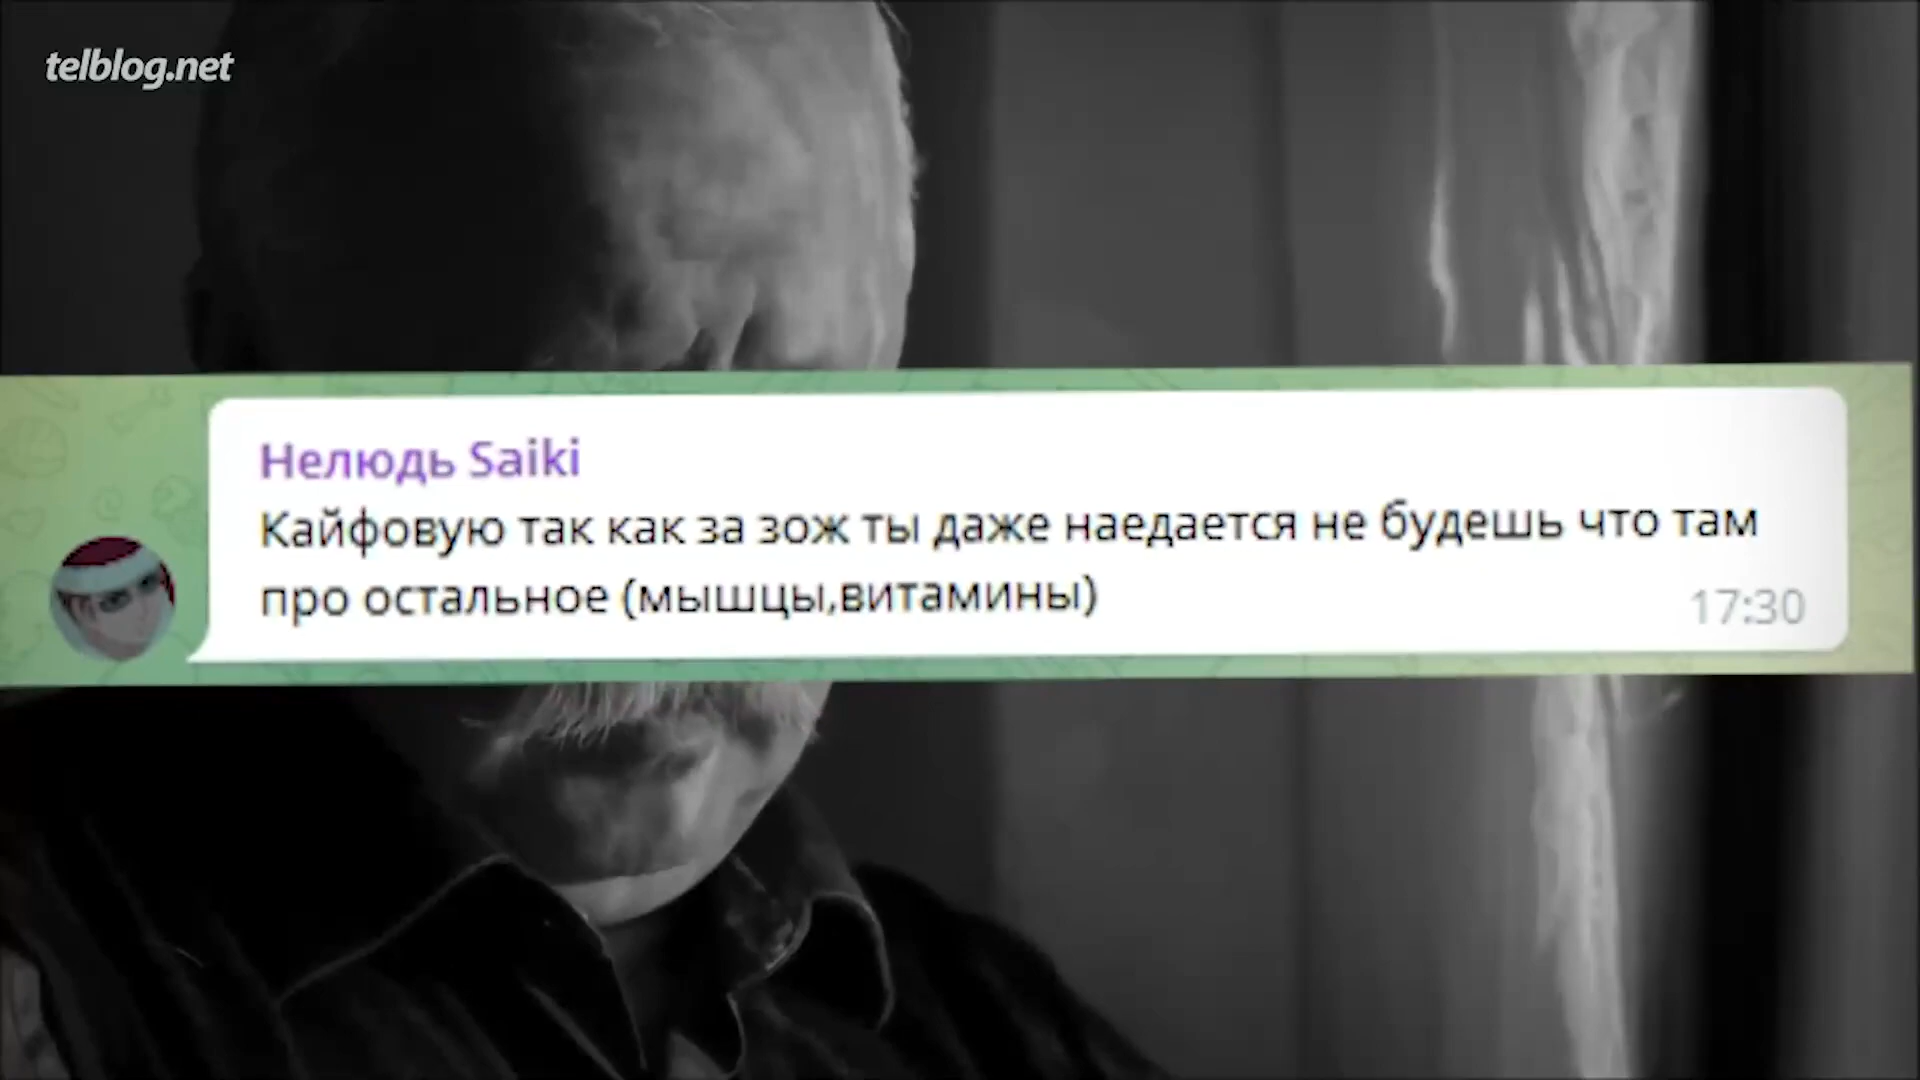 telblog.net
Нелюдь Saiki
Кайфовую так как за зож ты даже наедается не будешь что там
про остальное (мышцы,витамины)
17:30